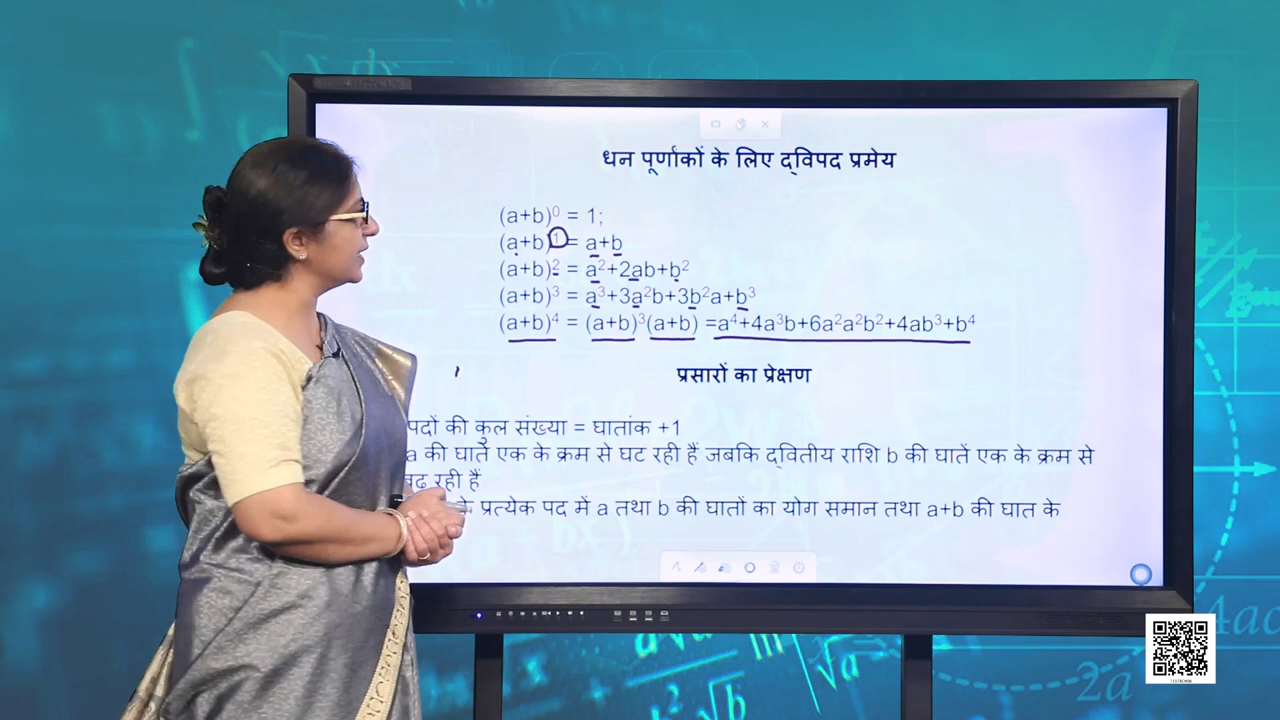 धन पूर्णाकों के लिए द्विपद प्रमेय
(a+b)⁰ = 1;
(a+b)¹ = a+b
(a+b)² = a²+2ab+b²
(a+b)³ = a³+3a²b+3b²a+b³
(a+b)⁴ = (a+b)³(a+b) =a⁴+4a³b+6a²a²b²+4ab³+b⁴
प्रसारों का प्रेक्षण
पदों की कुल संख्या = घातांक +1
a की घातें एक के क्रम से घट रही हैं जबकि द्वितीय राशि b की घातें एक के क्रम से
बढ़ रही हैं
के प्रत्येक पद में a तथा b की घातों का योग समान तथा a+b की घात के
4ac
2a